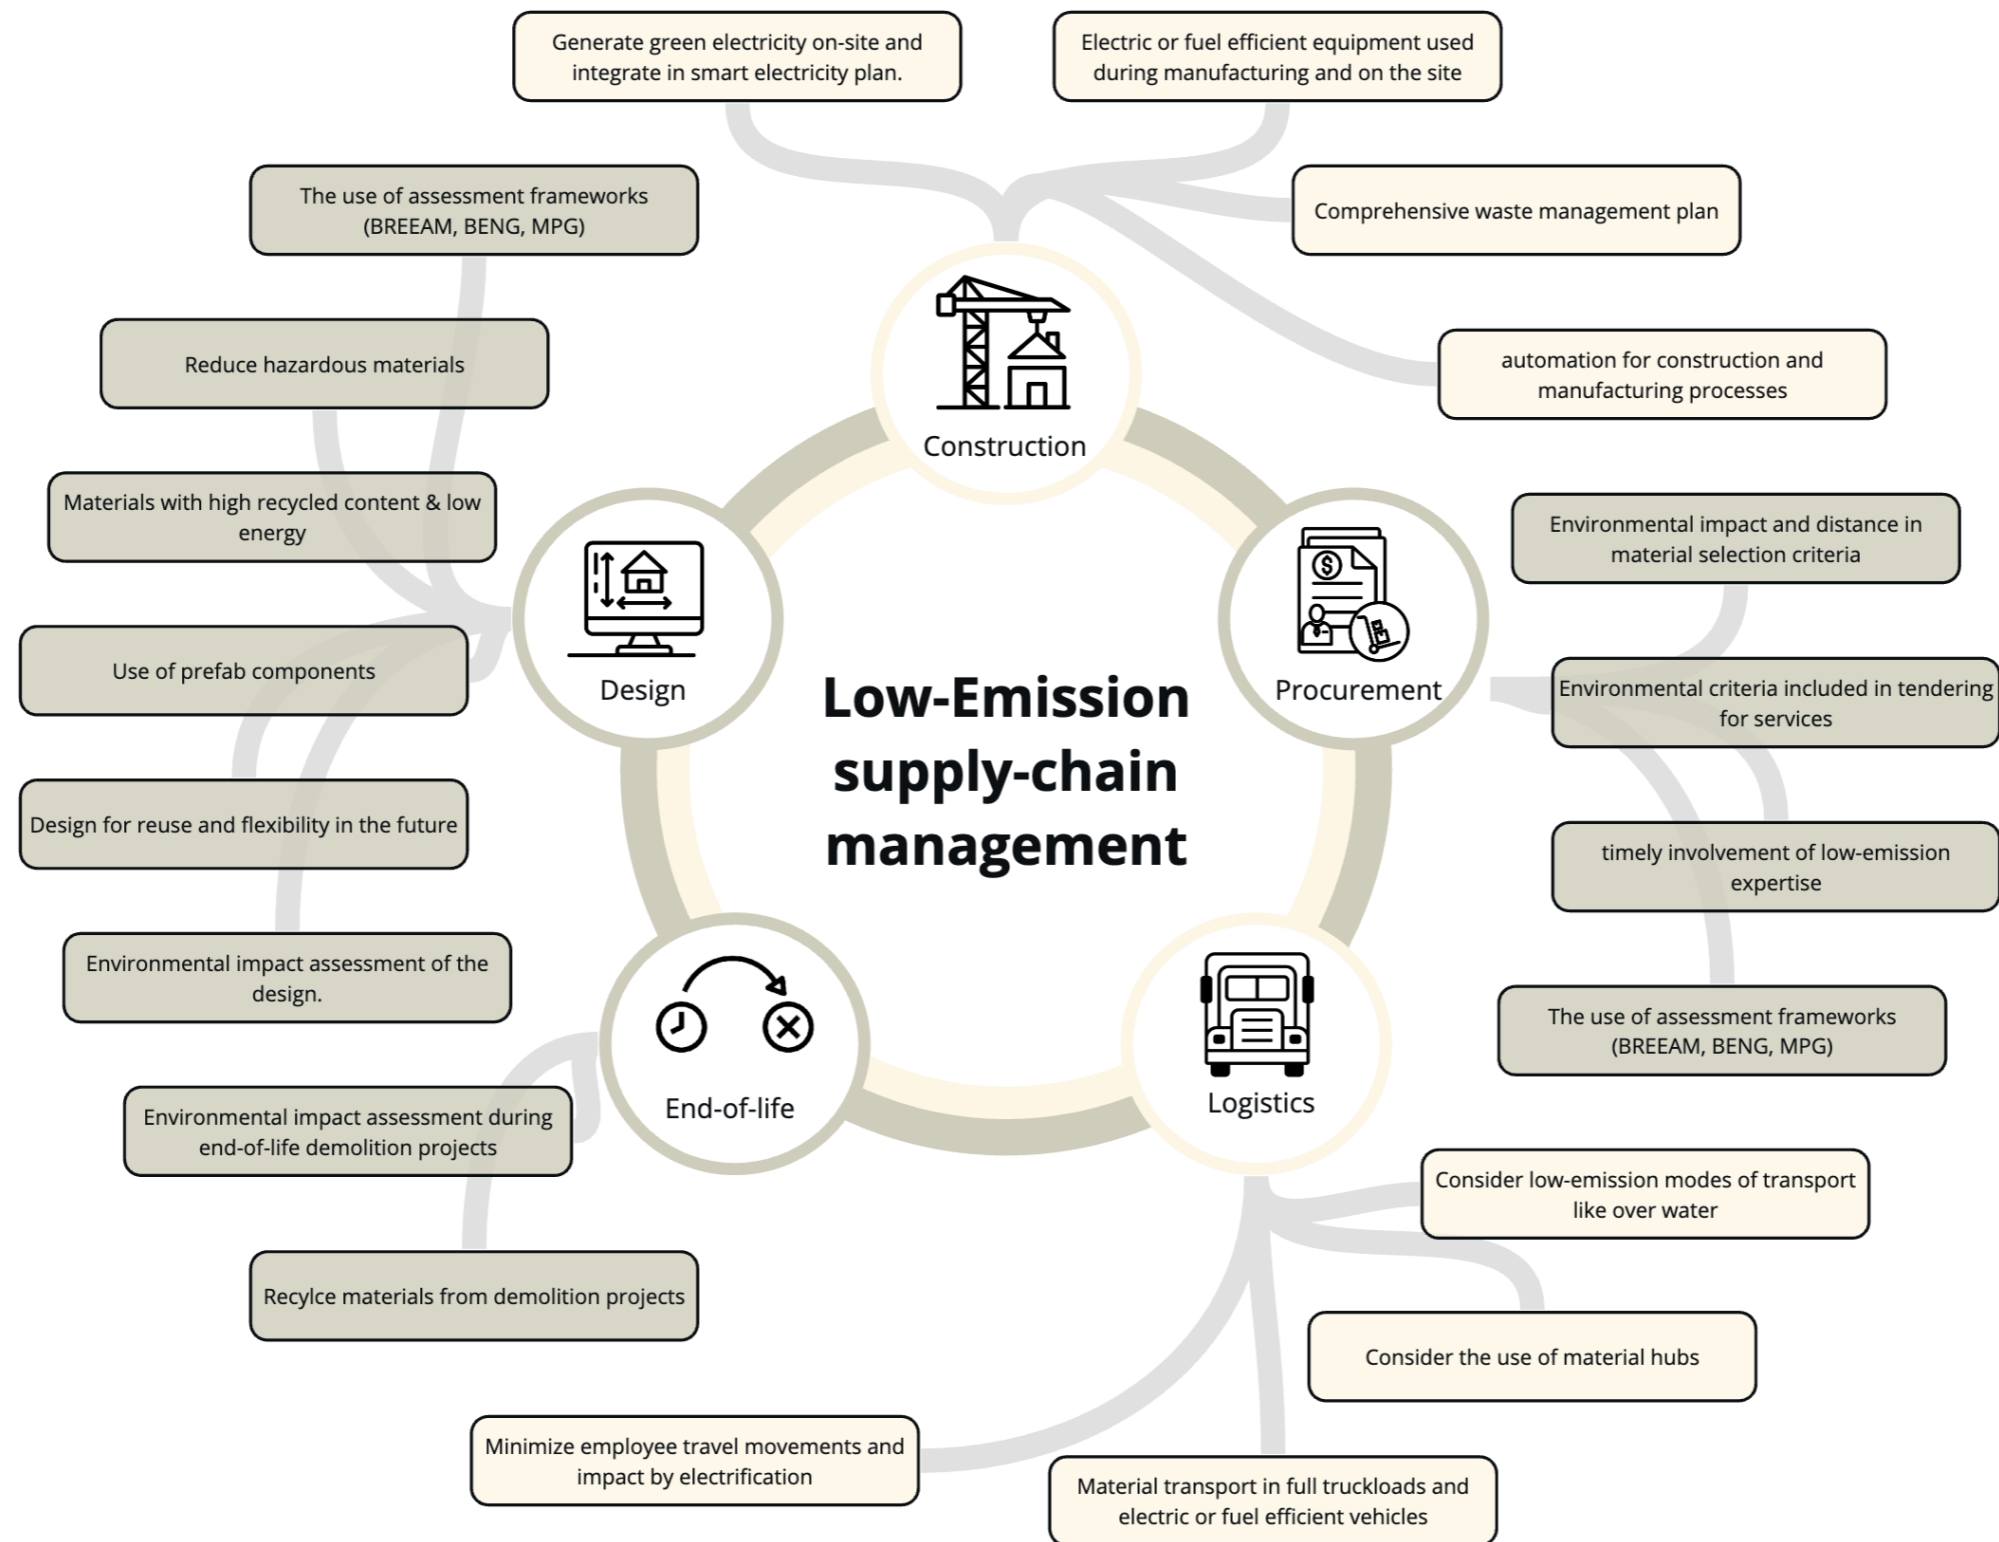 Generate green electricity on-site and
integrate in smart electricity plan.
Electric or fuel efficient equipment used
during manufacturing and on the site
The use of assessment frameworks
(BREEAM, BENG, MPG)
Comprehensive waste management plan
Reduce hazardous materials
automation for construction and
manufacturing processes
Construction
Materials with high recycled content & low
energy
Environmental impact and distance in
material selection criteria
Use of prefab components
Design
Procurement
Environmental criteria included in tendering
for services
Low-Emission
supply-chain
management
Design for reuse and flexibility in the future
timely involvement of low-emission
expertise
Environmental impact assessment of the
design.
The use of assessment frameworks
(BREEAM, BENG, MPG)
End-of-life
Logistics
Environmental impact assessment during
end-of-life demolition projects
Consider low-emission modes of transport
like over water
Recylce materials from demolition projects
Consider the use of material hubs
Minimize employee travel movements and
impact by electrification
Material transport in full truckloads and
electric or fuel efficient vehicles